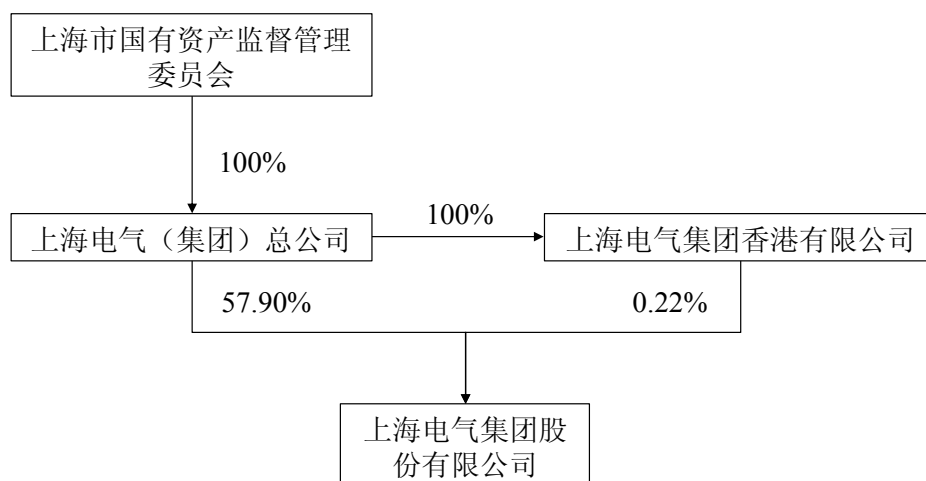 上海市国有资产监督管理
委员会
100%
100%
上海电气（集团）总公司
上海电气集团香港有限公司
57.90%
0.22%
上海电气集团股
份有限公司